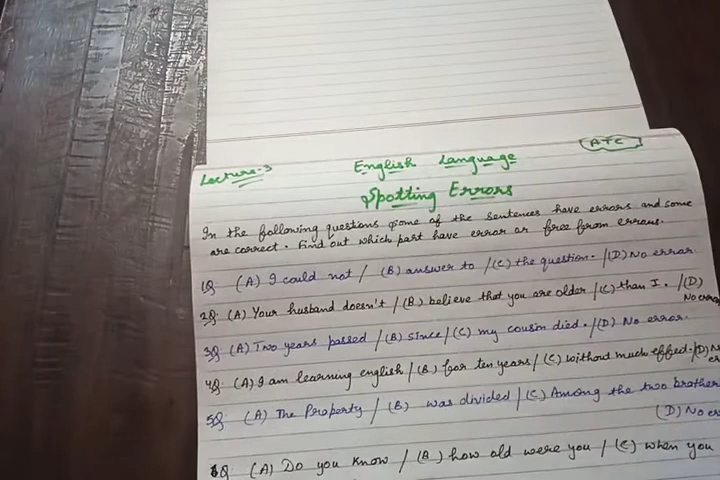 Lecture-3 English Language ATC
Spotting Errors
In the following questions some of the sentences have errors and some
are correct. Find out which part have error or free from errors.
1Q (A) I could not / (B) answer to / (C) the question. / (D) No error.
2Q (A) Your husband doesn't / (B) believe that you are older / (C) than I. / (D)
No error
3Q (A) Two years passed / (B) since / (C) my cousin died. / (D) No error.
4Q (A) I am learning english / (B) for ten years / (C) without much effed. / (D) N
er
5Q (A) The Property / (B) was divided / (C) Among the two brother
(D) No er
6Q (A) Do you know / (B) how old were you / (C) when you